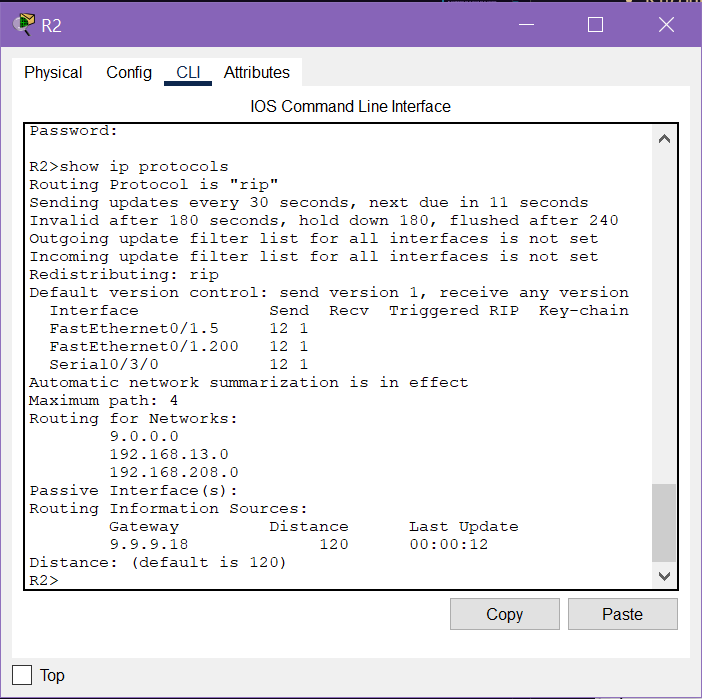 R2
Physical Config CLI Attributes
IOS Command Line Interface
Password:
R2>show ip protocols
Routing Protocol is "rip"
Sending updates every 30 seconds, next due in 11 seconds
Invalid after 180 seconds, hold down 180, flushed after 240
Outgoing update filter list for all interfaces is not set
Incoming update filter list for all interfaces is not set
Redistributing: rip
Default version control: send version 1, receive any version
Interface Send Recv Triggered RIP Key-chain
FastEthernet0/1.5 12 1
FastEthernet0/1.200 12 1
Serial0/3/0 12 1
Automatic network summarization is in effect
Maximum path: 4
Routing for Networks:
9.0.0.0
192.168.13.0
192.168.208.0
Passive Interface(s):
Routing Information Sources:
Gateway Distance Last Update
9.9.9.18 120 00:00:12
Distance: (default is 120)
R2>
Copy Paste
Top